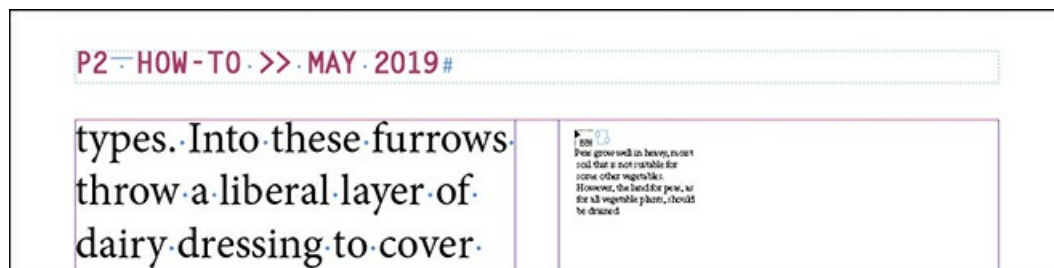 P2 HOW-TO >> MAY 2019#
types. Into these furrows
throw a liberal layer of
dairy dressing to cover
Peas grow well in heavy, moist
soil that is not suitable for
some other vegetables.
However, the land for peas, as
for all vegetable plants, should
be drained